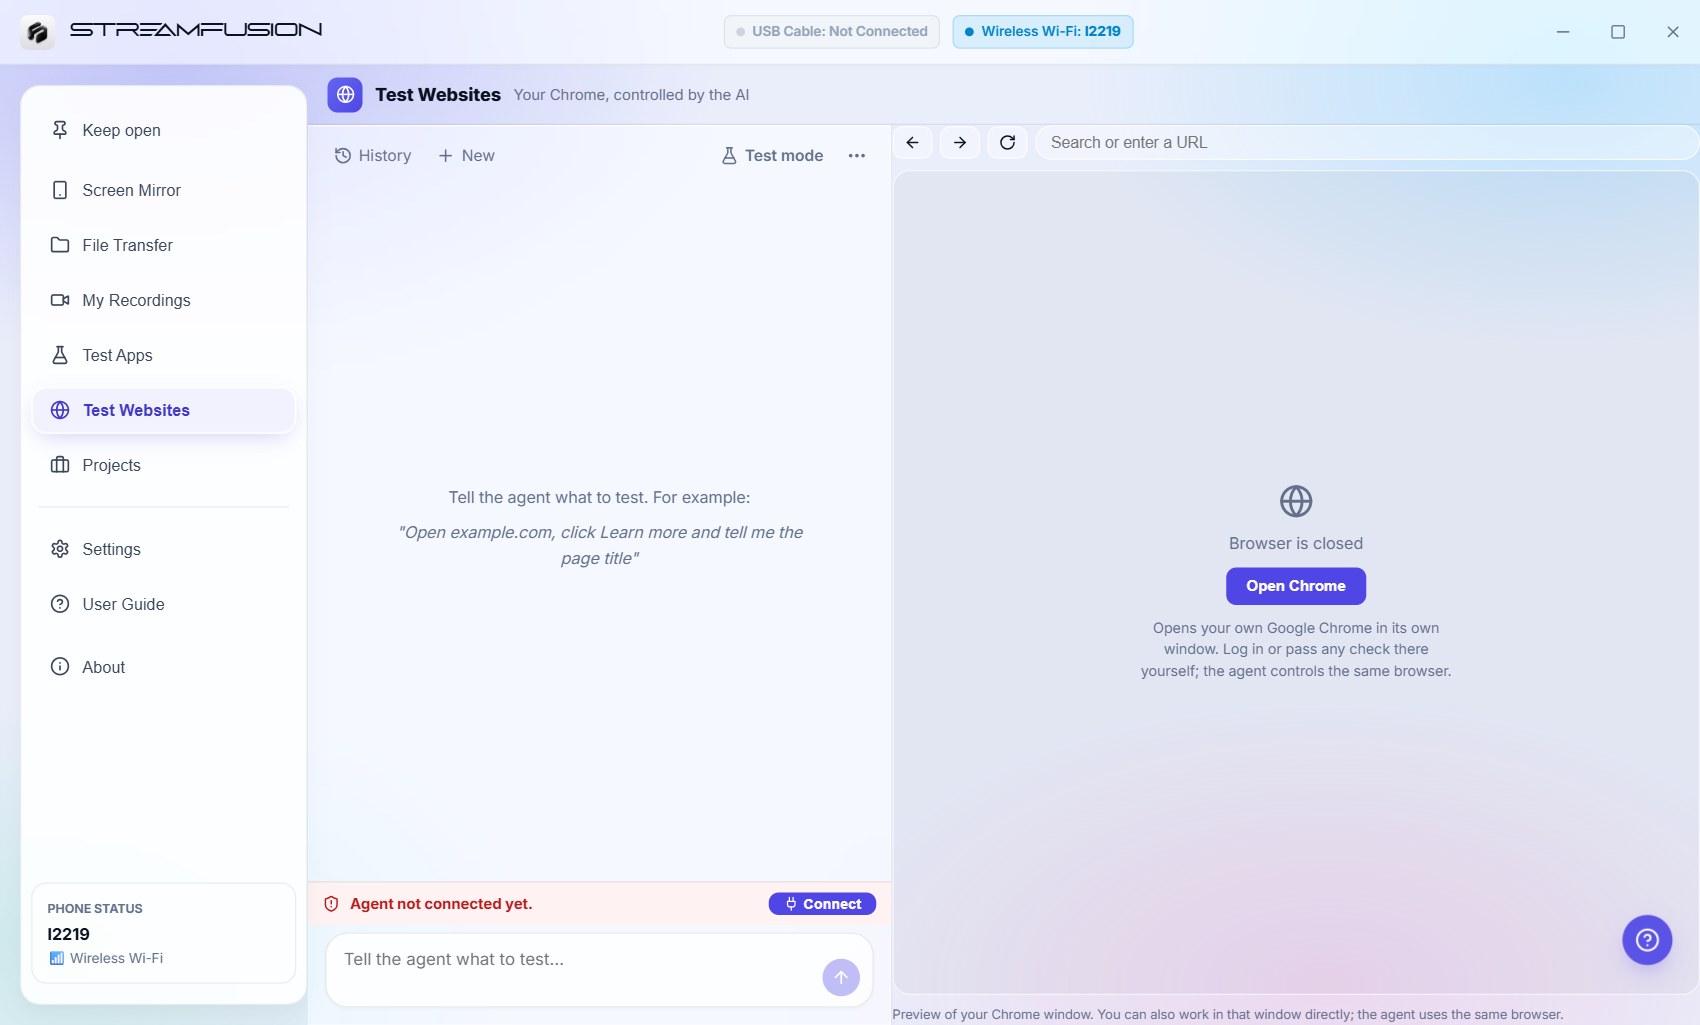 STREAMFUSION
USB Cable: Not Connected
Wireless Wi-Fi: I2219
Keep open
Screen Mirror
File Transfer
My Recordings
Test Apps
Test Websites
Projects
Settings
User Guide
About
PHONE STATUS
I2219
Wireless Wi-Fi
Test Websites Your Chrome, controlled by the AI
History
New
Test mode
Tell the agent what to test. For example:
"Open example.com, click Learn more and tell me the
page title"
Agent not connected yet.
Connect
Tell the agent what to test...
Search or enter a URL
Browser is closed
Open Chrome
Opens your own Google Chrome in its own
window. Log in or pass any check there
yourself; the agent controls the same browser.
Preview of your Chrome window. You can also work in that window directly; the agent uses the same browser.